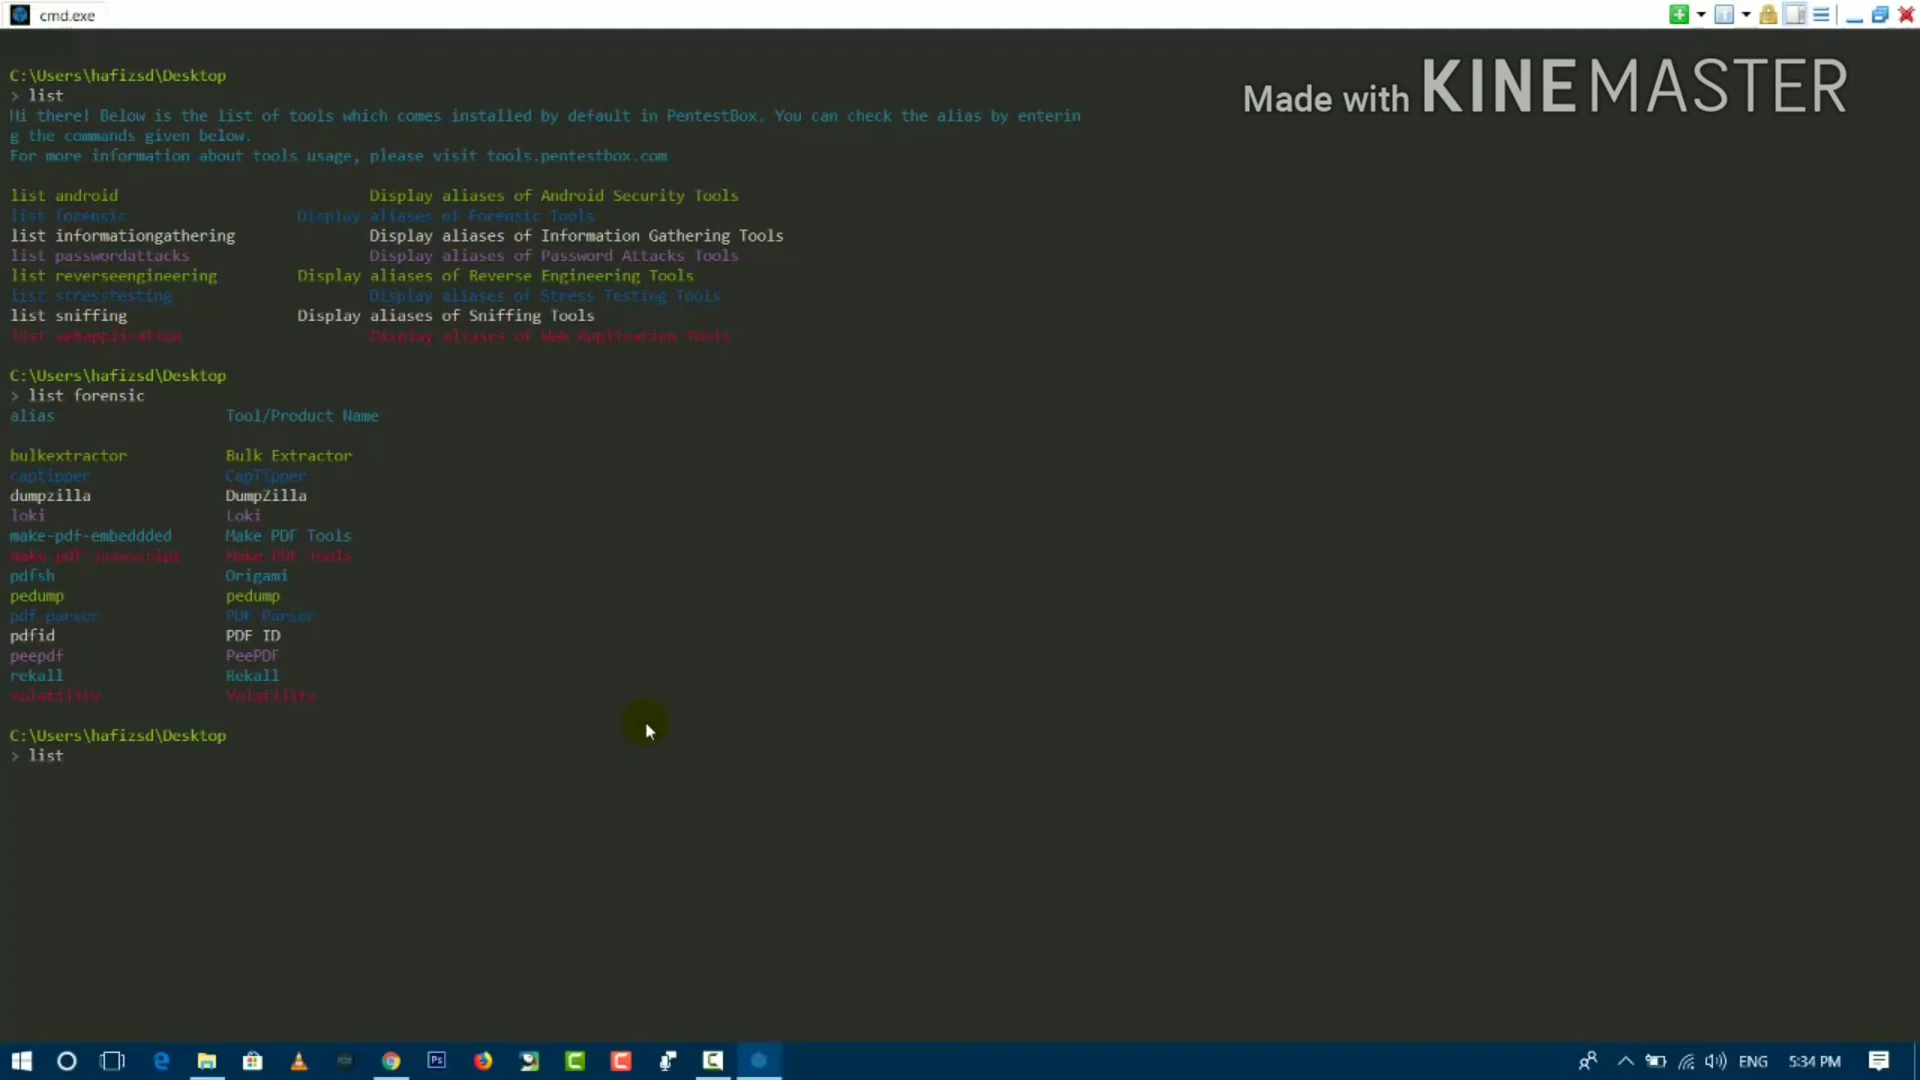 cmd.exe
Made with KINEMASTER
C:\Users\hafizsd\Desktop
> list
Hi there! Below is the list of tools which comes installed by default in PentestBox. You can check the alias by enterin
g the commands given below.
For more information about tools usage, please visit tools.pentestbox.com
list android Display aliases of Android Security Tools
list forensic Display aliases of Forensic Tools
list informationgathering Display aliases of Information Gathering Tools
list passwordattacks Display aliases of Password Attacks Tools
list reverseengineering Display aliases of Reverse Engineering Tools
list stresstesting Display aliases of Stress Testing Tools
list sniffing Display aliases of Sniffing Tools
list webapplication Display aliases of Web Application Tools
C:\Users\hafizsd\Desktop
> list forensic
alias Tool/Product Name
bulkextractor Bulk Extractor
captipper CapTipper
dumpzilla DumpZilla
loki Loki
make-pdf-embeddded Make PDF Tools
make-pdf-javascript Make PDF Tools
pdfsh Origami
pedump pedump
pdf-parser PDF Parser
pdfid PDF ID
peepdf PeePDF
rekall Rekall
volatility Volatility
C:\Users\hafizsd\Desktop
> list
Ps
ENG
5:34 PM